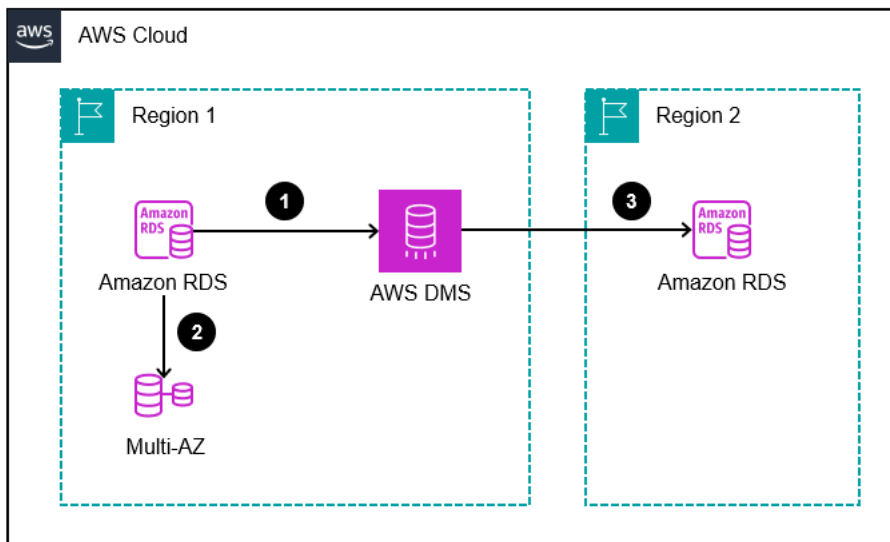 aws
AWS Cloud
Region 1
Region 2
1
3
Amazon
RDS
Amazon
RDS
Amazon RDS
AWS DMS
Amazon RDS
2
Multi-AZ